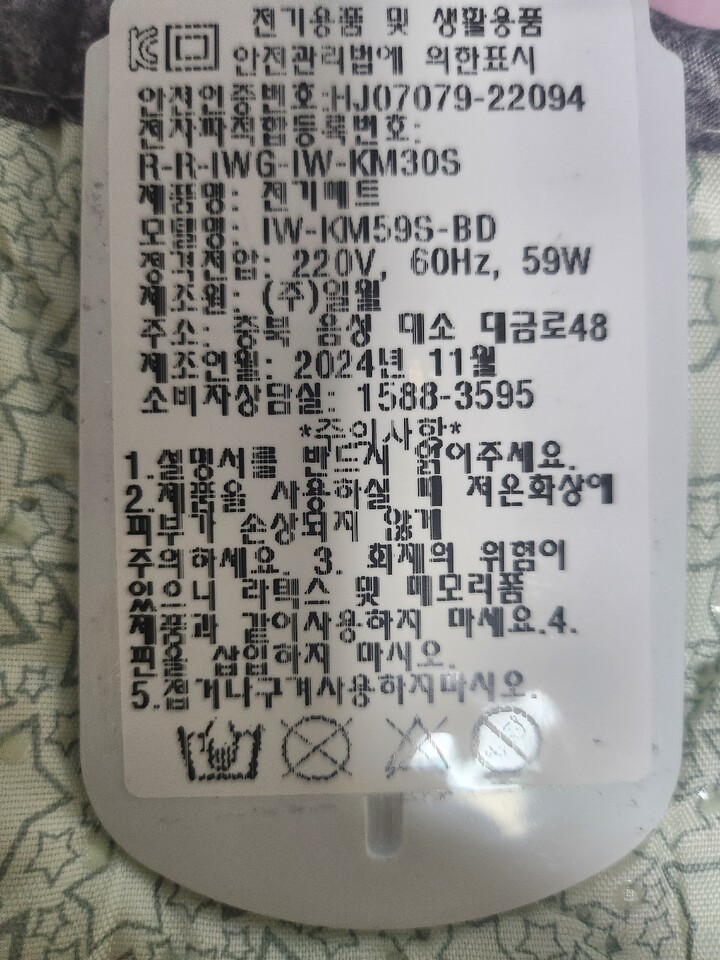 전기용품 및 생활용품
안전관리법에 의한표시
안전인증번호:HJ07079-22094
전자파적합등록번호:
R-R-IWG-IW-KM30S
제품명: 전기매트
모델명: IW-KM59S-BD
정격전압: 220V, 60Hz, 59W
제조원: (주)일월
주소: 충북 음성 대소 대금로48
제조연월: 2024년 11월
소비자상담실: 1588-3595
*주의사항*
1.설명서를 반드시 읽어주세요.
2.제품을 사용하실 때 저온화상에
피부가 손상되지 않게
주의하세요. 3. 화재의 위험이
있으니 라텍스 및 메모리폼
제품과 같이사용하지 마세요.4.
핀을 삽입하지 마시오.
5.접거나구겨사용하지마시오.